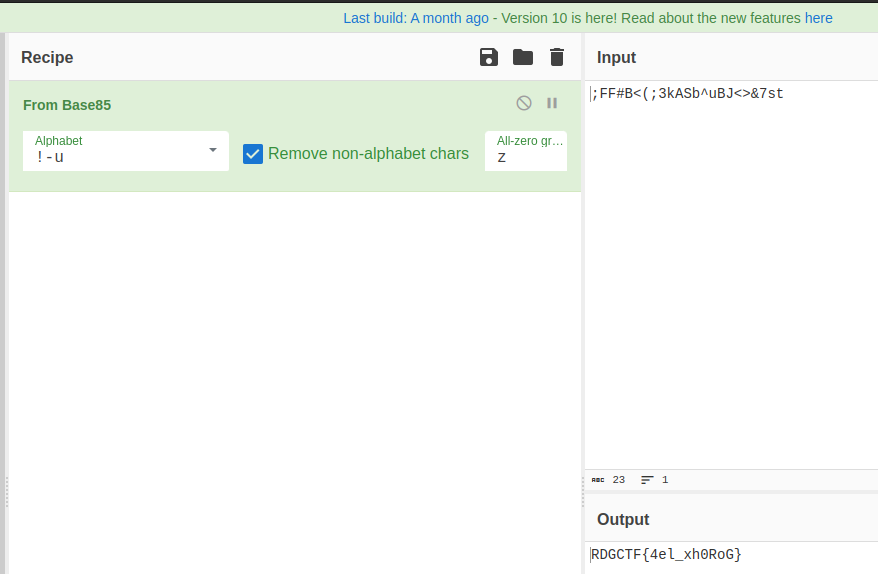 Last build: A month ago - Version 10 is here! Read about the new features here
Recipe
From Base85
Alphabet
!-u
Remove non-alphabet chars
All-zero gr...
z
Input
;FF#B<(;3kASb^uBJ<>&7st
ABC 23 1
Output
RDGCTF{4el_xh0RoG}